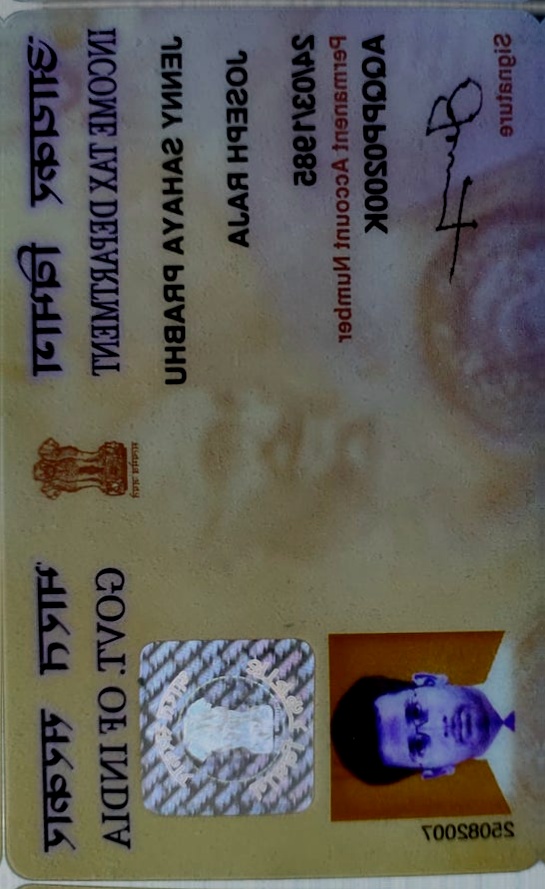 आयकर विभाग
INCOME TAX DEPARTMENT
भारत सरकार
GOVT. OF INDIA
सत्यमेव जयते
JENNY SAHAYA PRABHU
JOSEPH RAJA
24/03/1985
Permanent Account Number
Signature
25082007